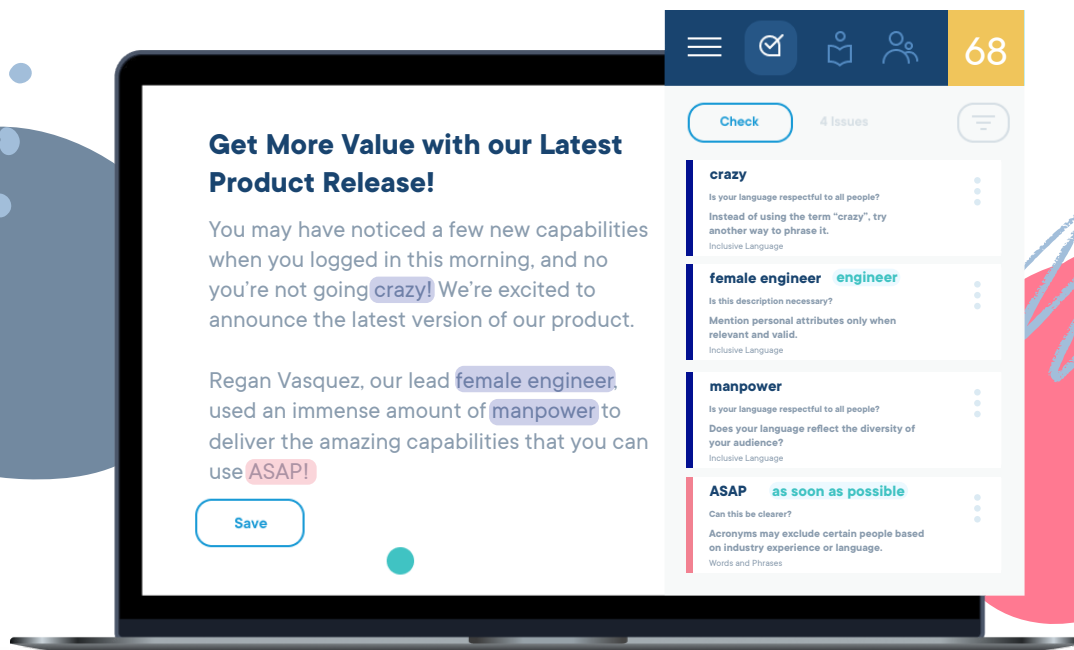 68
Get More Value with our Latest
Product Release!
You may have noticed a few new capabilities
when you logged in this morning, and no
you’re not going crazy! We’re excited to
announce the latest version of our product.
Regan Vasquez, our lead female engineer,
used an immense amount of manpower to
deliver the amazing capabilities that you can
use ASAP!
Save
Check
4 Issues
crazy
Is your language respectful to all people?
Instead of using the term “crazy”, try
another way to phrase it.
Inclusive Language
female engineer engineer
Is this description necessary?
Mention personal attributes only when
relevant and valid.
Inclusive Language
manpower
Is your language respectful to all people?
Does your language reflect the diversity of
your audience?
Inclusive Language
ASAP as soon as possible
Can this be clearer?
Acronyms may exclude certain people based
on industry experience or language.
Words and Phrases